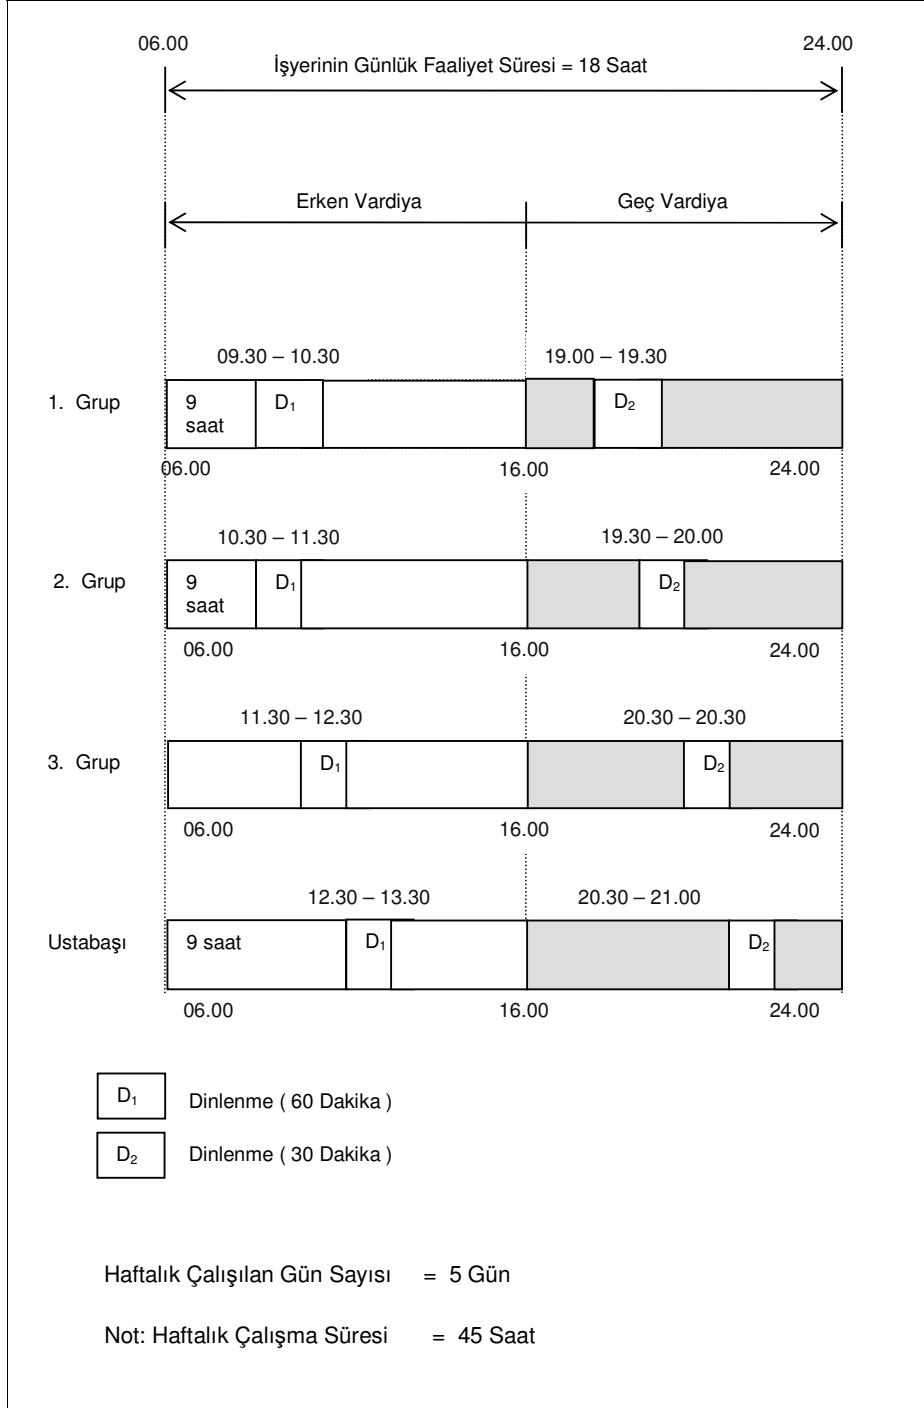 06.00 24.00
İşyerinin Günlük Faaliyet Süresi = 18 Saat
Erken Vardiya Geç Vardiya
09.30 – 10.30 19.00 – 19.30
1. Grup 9 saat D₁ D₂
06.00 16.00 24.00
10.30 – 11.30 19.30 – 20.00
2. Grup 9 saat D₁ D₂
06.00 16.00 24.00
11.30 – 12.30 20.30 – 20.30
3. Grup D₁ D₂
06.00 16.00 24.00
12.30 – 13.30 20.30 – 21.00
Ustabaşı 9 saat D₁ D₂
06.00 16.00 24.00
D₁ Dinlenme ( 60 Dakika )
D₂ Dinlenme ( 30 Dakika )
Haftalık Çalışılan Gün Sayısı = 5 Gün
Not: Haftalık Çalışma Süresi = 45 Saat